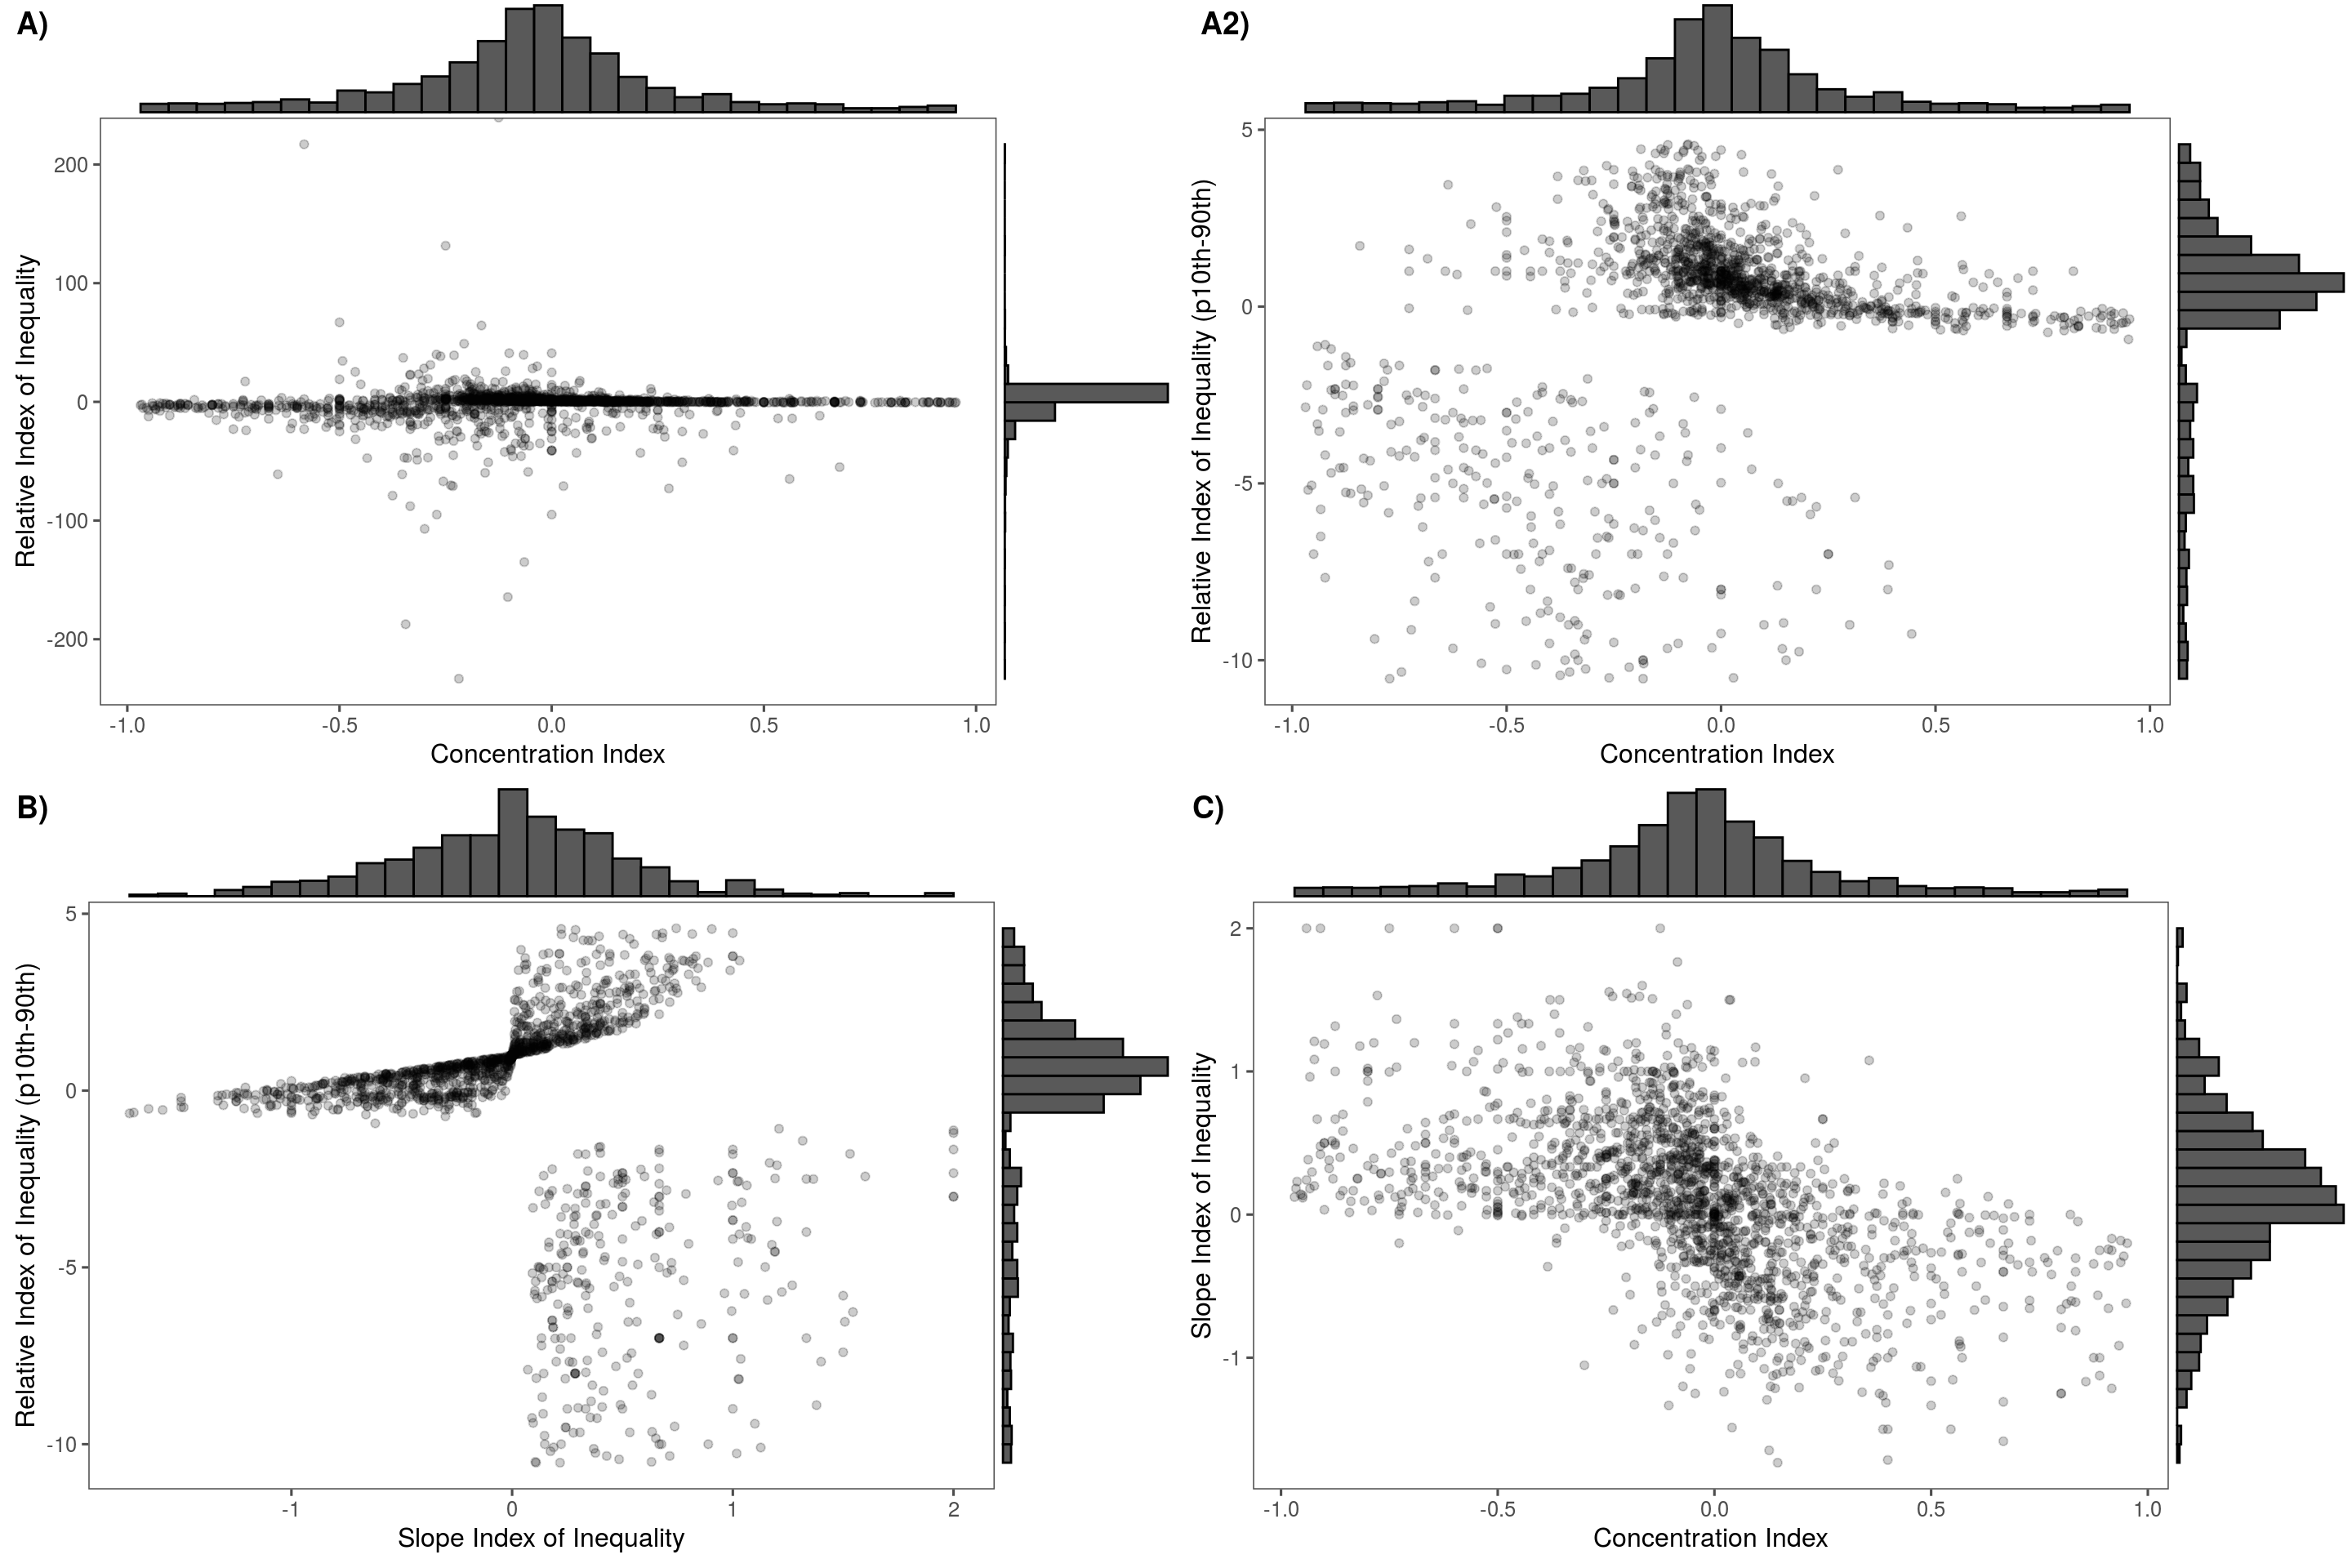 A)
Relative Index of Inequality
200
100
0
-100
-200
-1.0 -0.5 0.0 0.5 1.0
Concentration Index
A2)
Relative Index of Inequality (p10th-90th)
5
0
-5
-10
-1.0 -0.5 0.0 0.5 1.0
Concentration Index
B)
Relative Index of Inequality (p10th-90th)
5
0
-5
-10
-1 0 1 2
Slope Index of Inequality
C)
Slope Index of Inequality
2
1
0
-1
-1.0 -0.5 0.0 0.5 1.0
Concentration Index